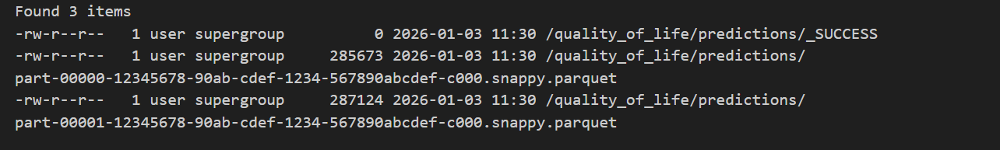 Found 3 items
-rw-r--r--   1 user supergroup          0 2026-01-03 11:30 /quality_of_life/predictions/_SUCCESS
-rw-r--r--   1 user supergroup     285673 2026-01-03 11:30 /quality_of_life/predictions/
part-00000-12345678-90ab-cdef-1234-567890abcdef-c000.snappy.parquet
-rw-r--r--   1 user supergroup     287124 2026-01-03 11:30 /quality_of_life/predictions/
part-00001-12345678-90ab-cdef-1234-567890abcdef-c000.snappy.parquet